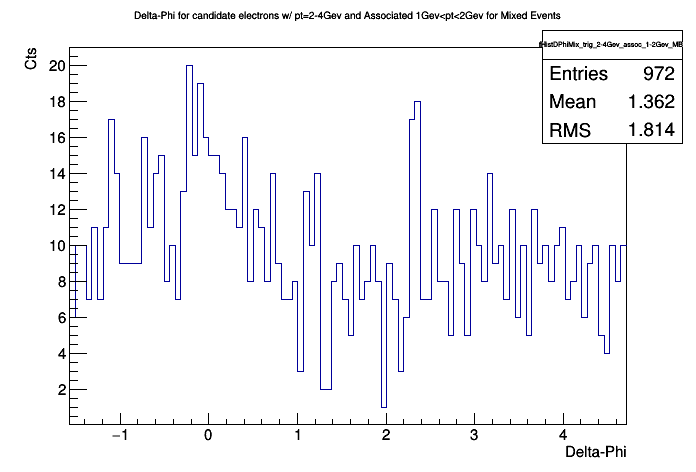 Delta-Phi for candidate electrons w/ pt=2-4Gev and Associated 1Gev<pt<2Gev for Mixed Events
HistDPhiMix_trig_2-4Gev_assoc_1-2Gev_MB
Entries 972
Mean 1.362
RMS 1.814
Cts
20
18
16
14
12
10
8
6
4
2
−1 0 1 2 3 4
Delta-Phi